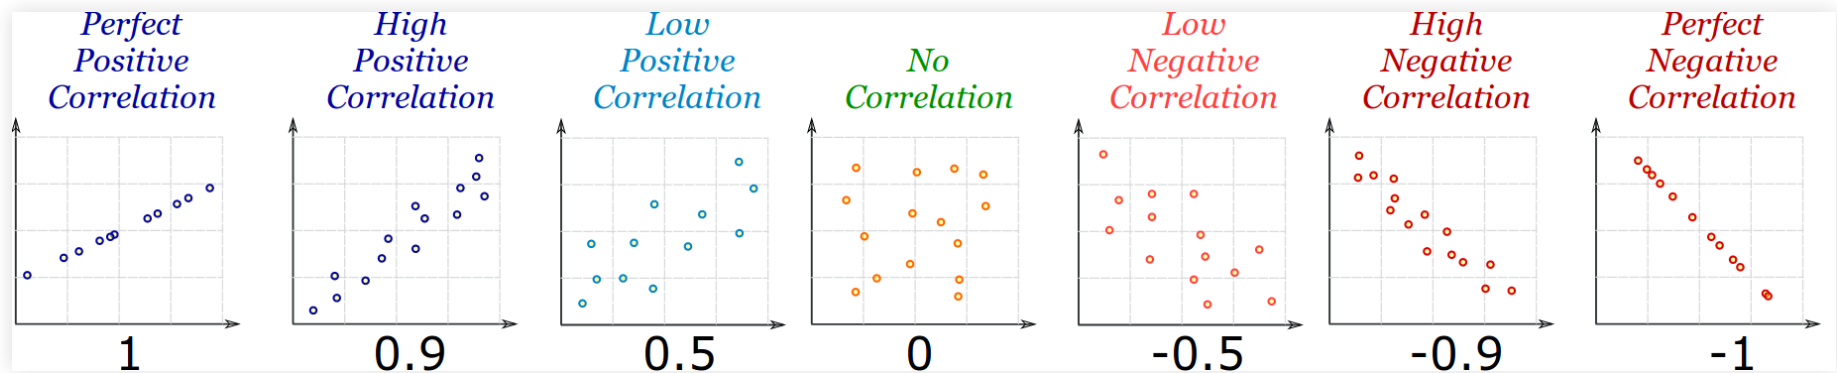 Perfect
Positive
Correlation
High
Positive
Correlation
Low
Positive
Correlation
No
Correlation
Low
Negative
Correlation
High
Negative
Correlation
Perfect
Negative
Correlation
1
0.9
0.5
0
-0.5
-0.9
-1